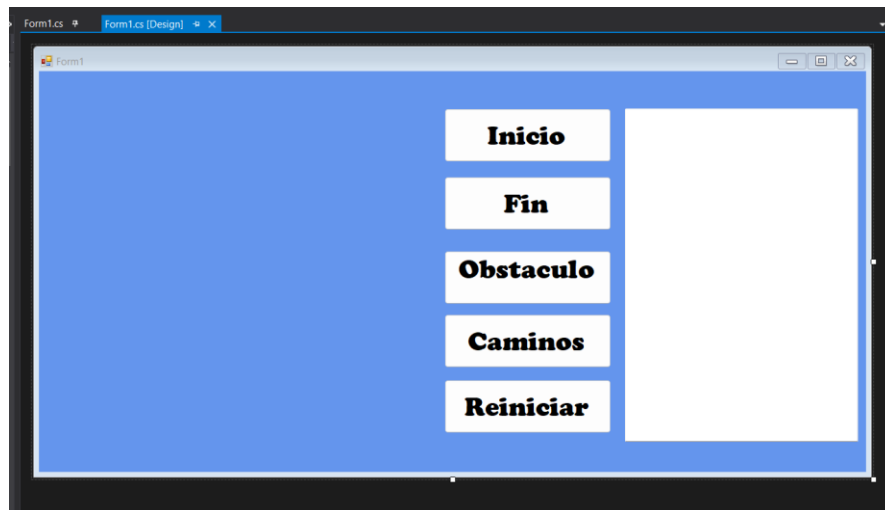 Form1.cs Form1.cs [Design]
Form1
Inicio
Fin
Obstaculo
Caminos
Reiniciar